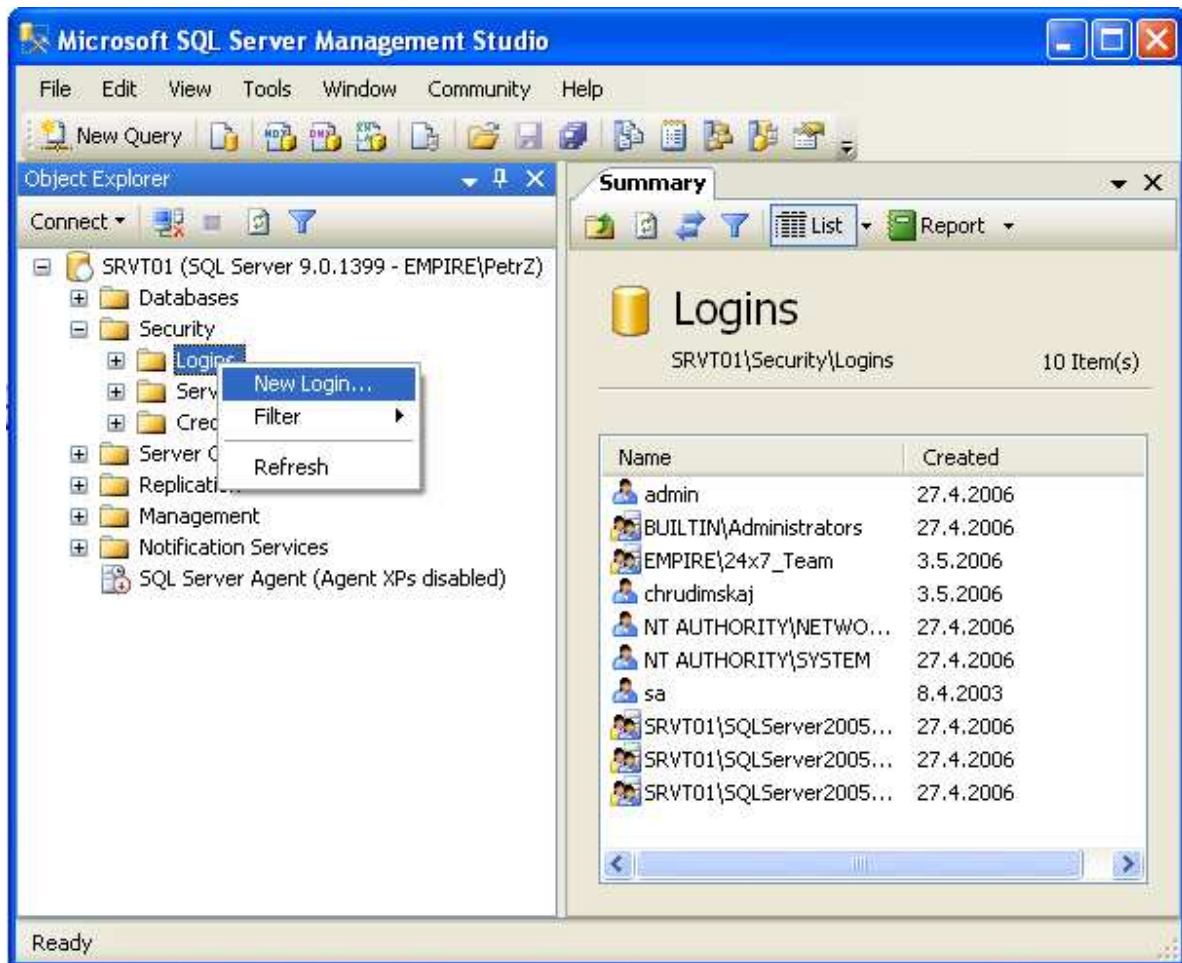 Microsoft SQL Server Management Studio
File Edit View Tools Window Community Help
New Query
Object Explorer
Connect
SRVT01 (SQL Server 9.0.1399 - EMPIRE\PetrZ)
Databases
Security
Logins
New Login...
Filter
Refresh
Management
Notification Services
SQL Server Agent (Agent XPs disabled)
Summary
List Report
Logins
SRVT01\Security\Logins 10 Item(s)
Name Created
admin 27.4.2006
BUILTIN\Administrators 27.4.2006
EMPIRE\24x7_Team 3.5.2006
chrudimskaj 3.5.2006
NT AUTHORITY\NETWO... 27.4.2006
NT AUTHORITY\SYSTEM 27.4.2006
sa 8.4.2003
SRVT01\SQLServer2005... 27.4.2006
SRVT01\SQLServer2005... 27.4.2006
SRVT01\SQLServer2005... 27.4.2006
Ready